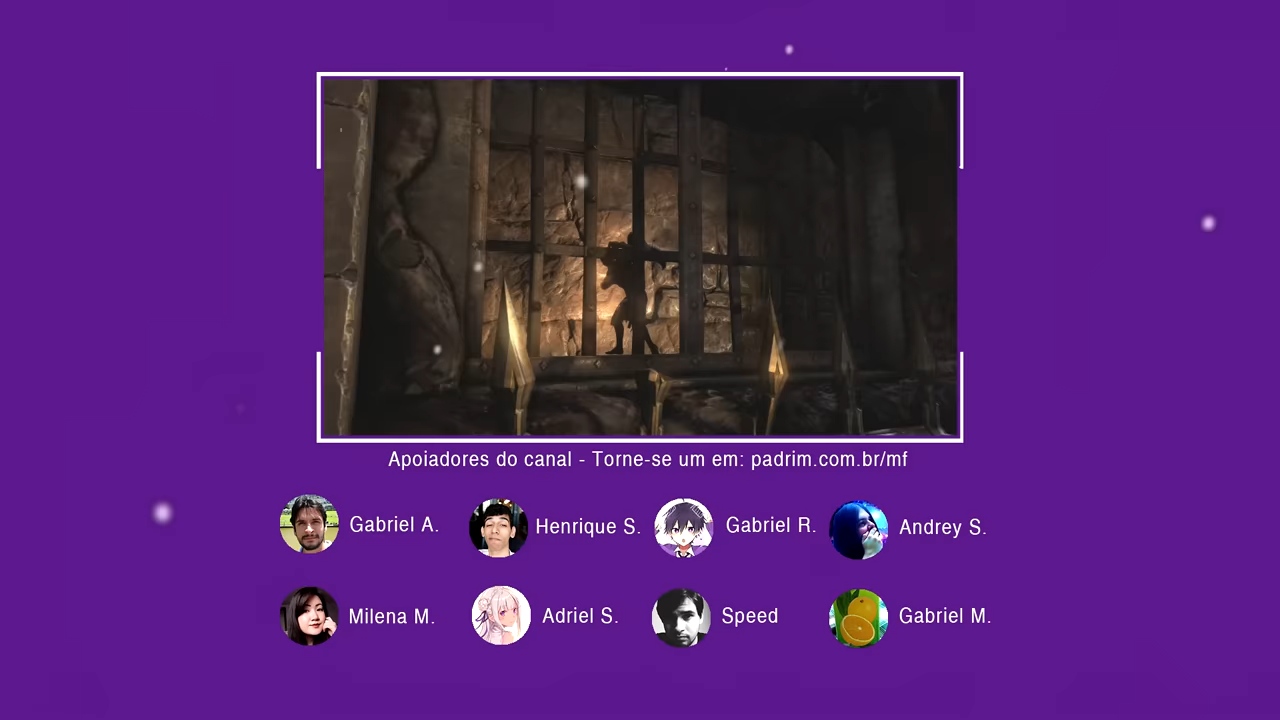 Apoiadores do canal - Torne-se um em: padrim.com.br/mf
Gabriel A. Henrique S. Gabriel R. Andrey S.
Milena M. Adriel S. Speed Gabriel M.